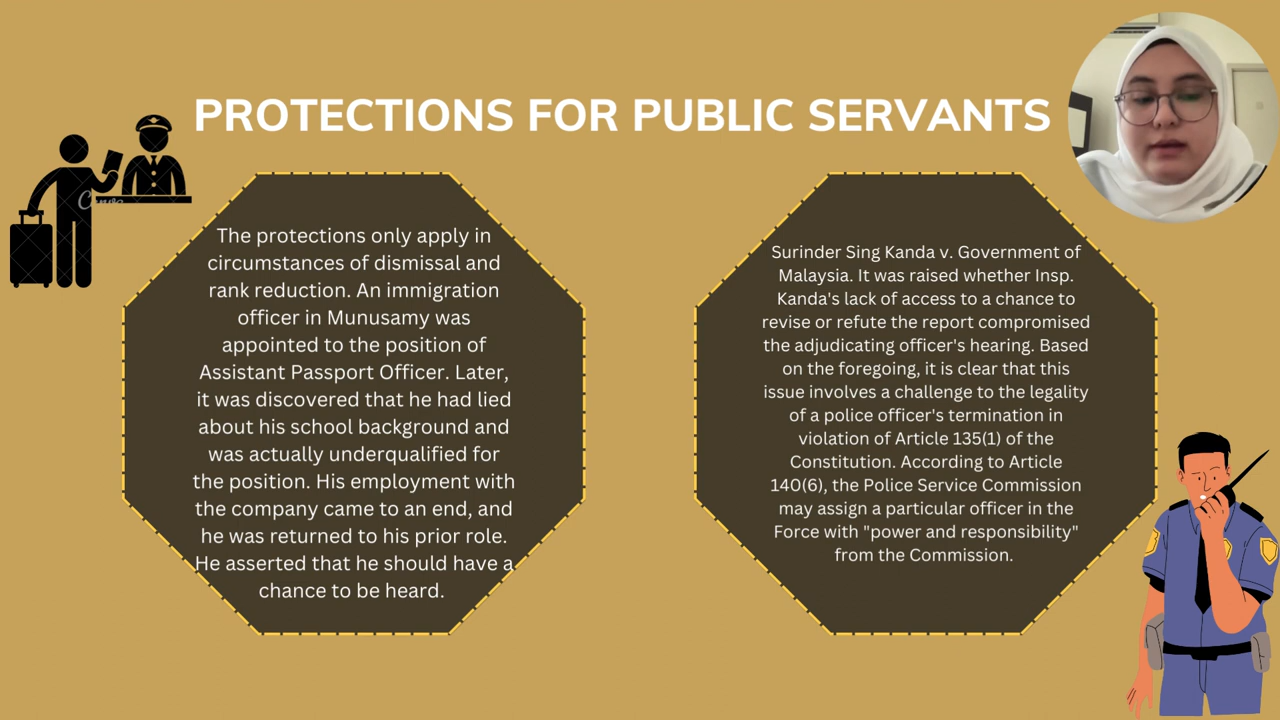 PROTECTIONS FOR PUBLIC SERVANTS
The protections only apply in
circumstances of dismissal and
rank reduction. An immigration
officer in Munusamy was
appointed to the position of
Assistant Passport Officer. Later,
it was discovered that he had lied
about his school background and
was actually underqualified for
the position. His employment with
the company came to an end, and
he was returned to his prior role.
He asserted that he should have a
chance to be heard.
Surinder Sing Kanda v. Government of
Malaysia. It was raised whether Insp.
Kanda's lack of access to a chance to
revise or refute the report compromised
the adjudicating officer's hearing. Based
on the foregoing, it is clear that this
issue involves a challenge to the legality
of a police officer's termination in
violation of Article 135(1) of the
Constitution. According to Article
140(6), the Police Service Commission
may assign a particular officer in the
Force with "power and responsibility"
from the Commission.